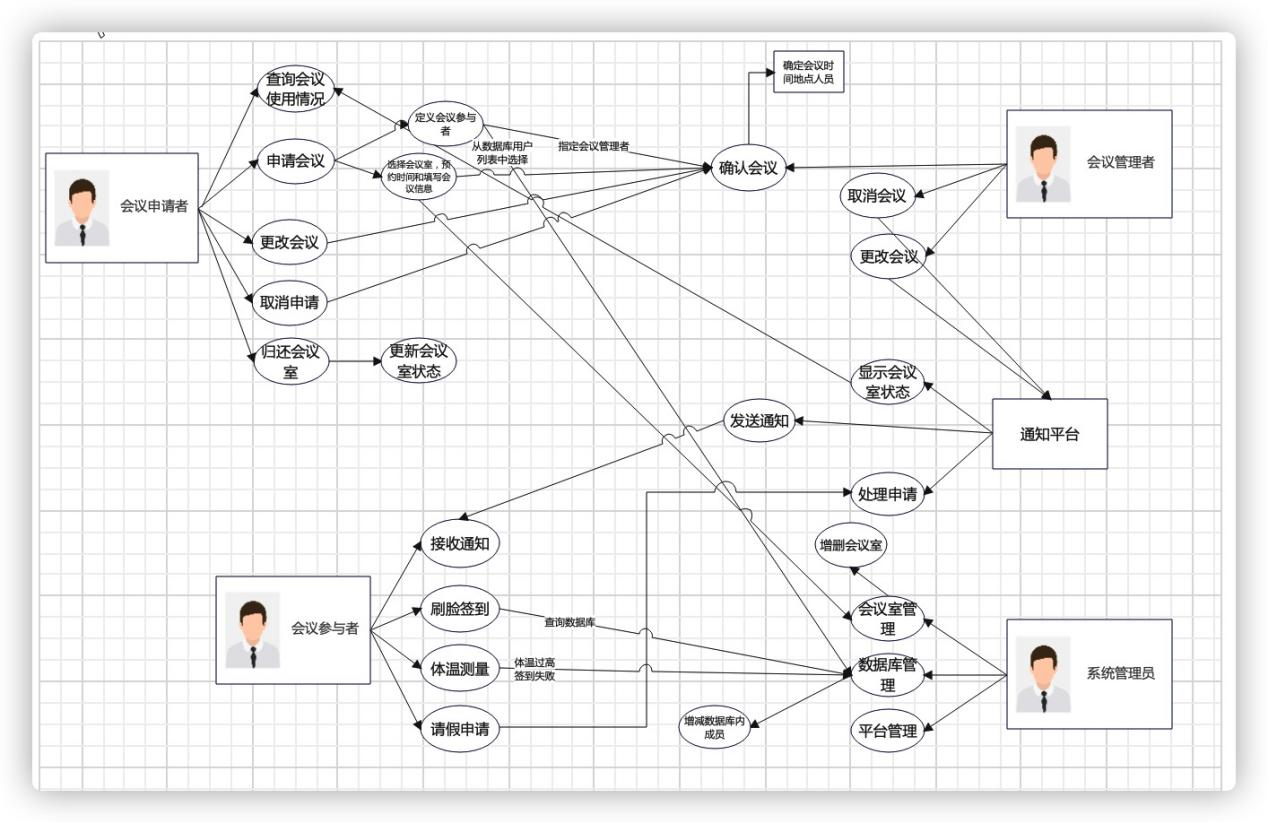 确定会议时
间地点人员
查询会议
使用情况
定义会议参与
者
从数据库用户
列表中选择
指定会议管理者
申请会议
选择会议室，预
约时间和填写会
议信息
确认会议
会议管理者
会议申请者
取消会议
更改会议
更改会议
取消申请
归还会议
室
更新会议
室状态
显示会议
室状态
发送通知
通知平台
处理申请
接收通知
增删会议室
刷脸签到
查询数据库
会议室管
理
会议参与者
体温测量
体温过高
签到失败
数据库管
理
系统管理员
请假申请
增减数据库内
成员
平台管理